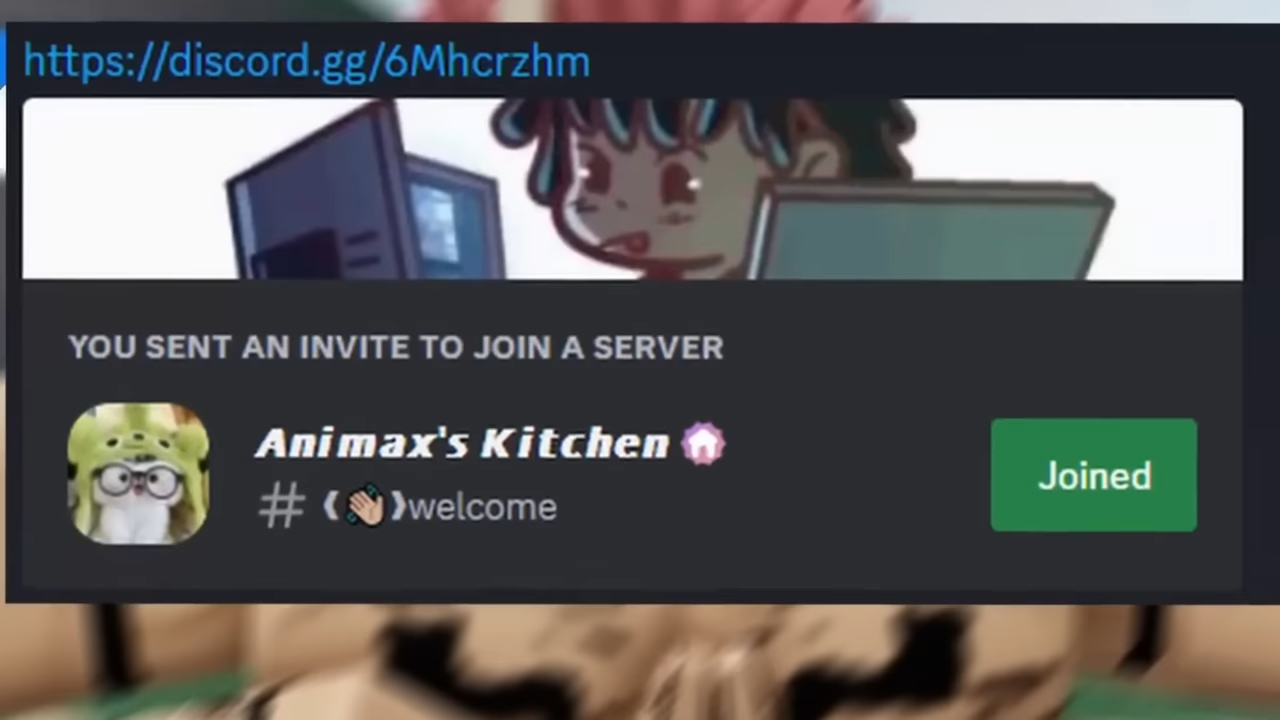 https://discord.gg/6Mhcrzhm
YOU SENT AN INVITE TO JOIN A SERVER
Animax's Kitchen
# 【👋🏼】welcome
Joined